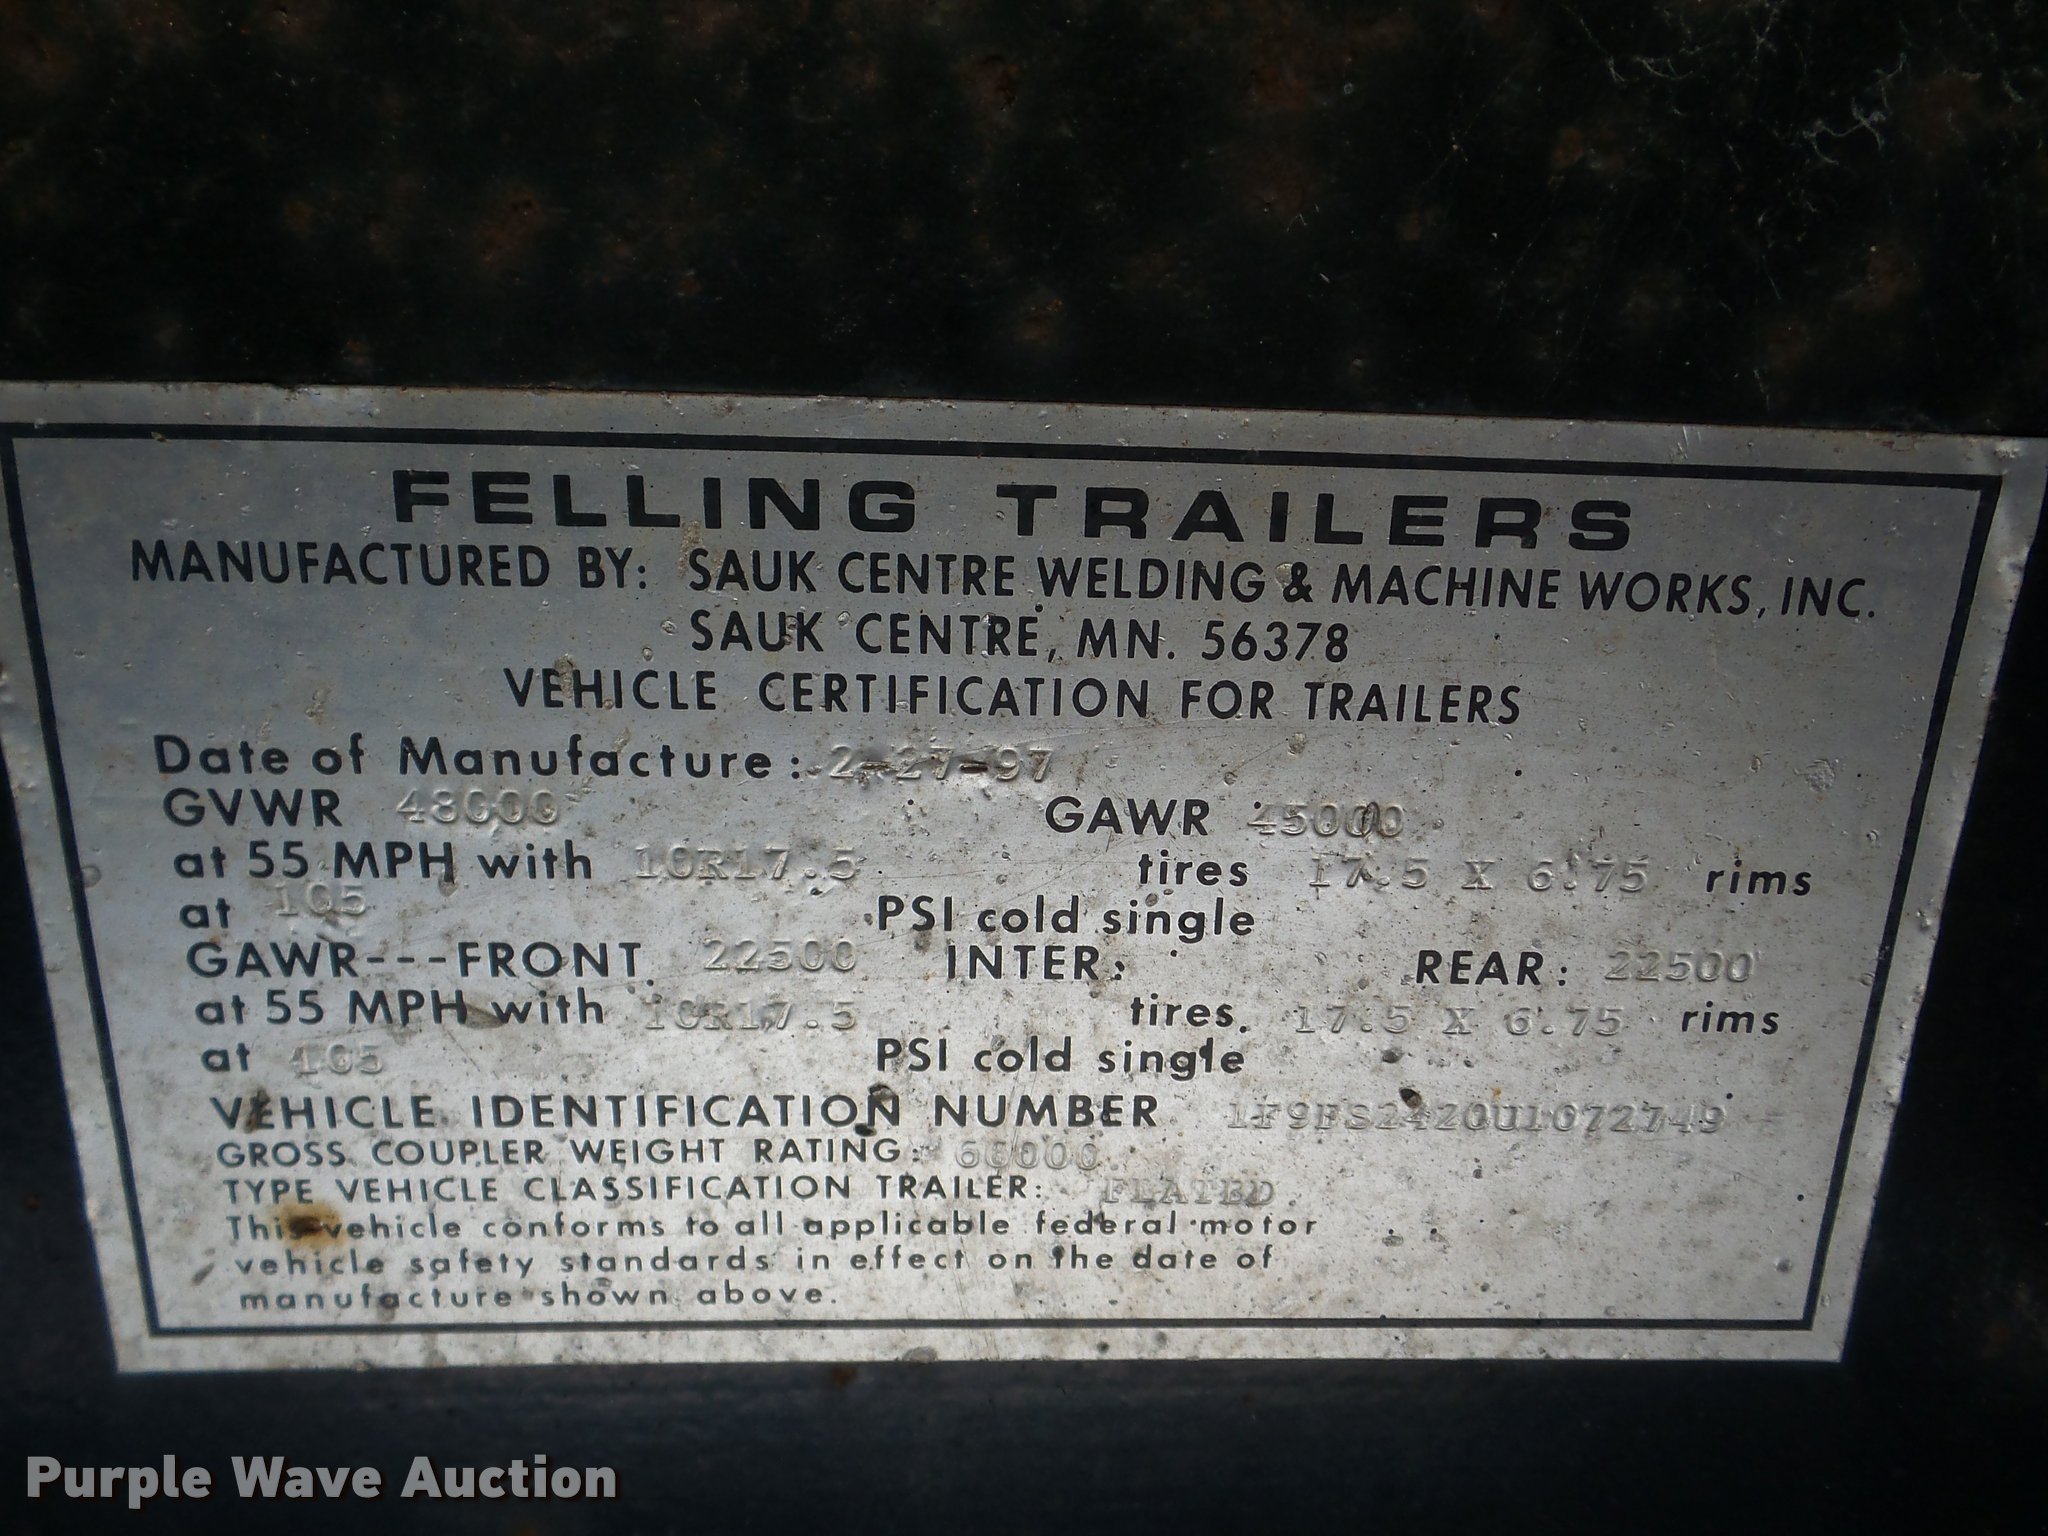 FELLING TRAILERS
MANUFACTURED BY: SAUK CENTRE WELDING & MACHINE WORKS, INC.
SAUK CENTRE, MN. 56378
VEHICLE CERTIFICATION FOR TRAILERS
Date of Manufacture: 2-27-97
GVWR 48000 GAWR 45000
at 55 MPH with 10R17.5 tires 17.5 X 6.75 rims
at 105 PSI cold single
GAWR---FRONT 22500 INTER: REAR: 22500
at 55 MPH with 10R17.5 tires 17.5 X 6.75 rims
at 105 PSI cold single
VEHICLE IDENTIFICATION NUMBER 1F9FS2420U1072749
GROSS COUPLER WEIGHT RATING:
TYPE VEHICLE CLASSIFICATION TRAILER:
This vehicle conforms to all applicable federal motor
vehicle safety standards in effect on the date of
manufacture shown above.
Purple Wave Auction